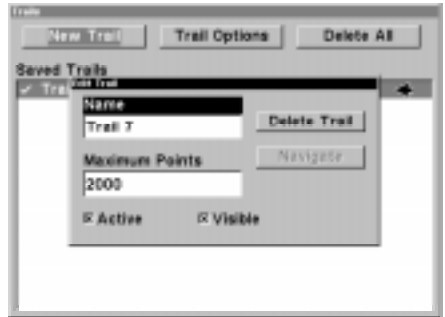 Trails
New Trail Trail Options Delete All
Saved Trails
Edit Trail
Name
Trail 7
Delete Trail
Maximum Points
Navigate
2000
Active Visible